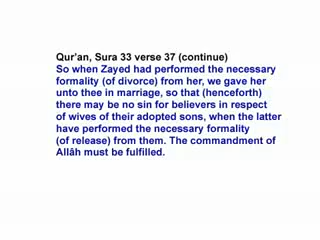 Qur'an, Sura 33 verse 37 (continue)
So when Zayed had performed the necessary
formality (of divorce) from her, we gave her
unto thee in marriage, so that (henceforth)
there may be no sin for believers in respect
of wives of their adopted sons, when the latter
have performed the necessary formality
(of release) from them. The commandment of
Allâh must be fulfilled.